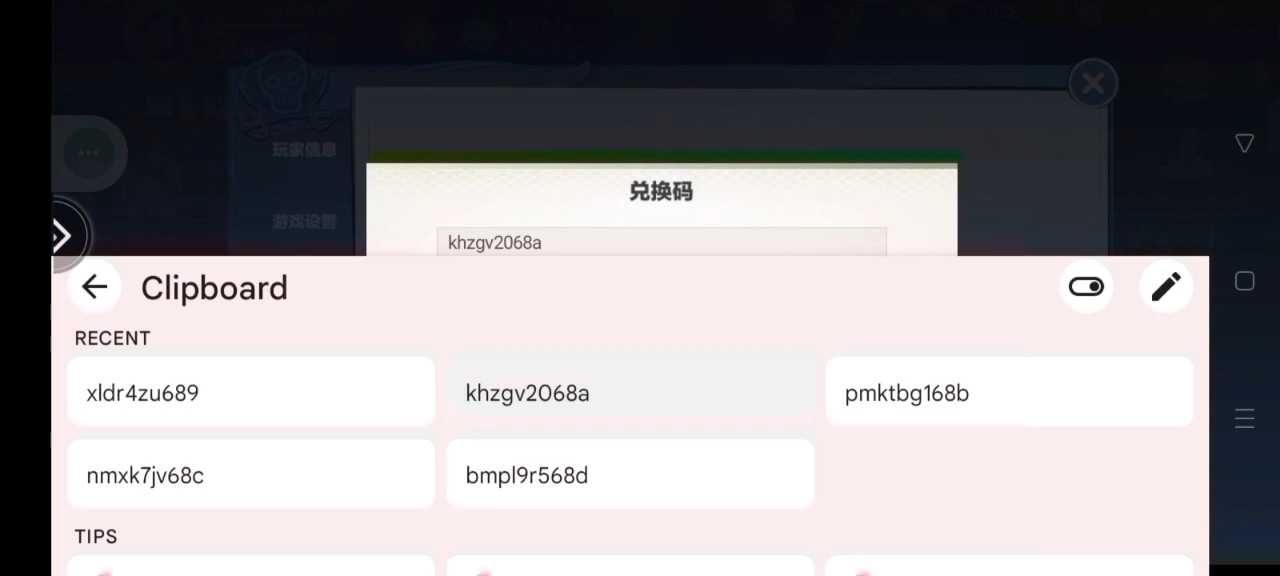 玩家信息
兑换码
游戏设置
khzgv2068a
Clipboard
RECENT
xldr4zu689
khzgv2068a
pmktbg168b
nmxk7jv68c
bmpl9r568d
TIPS